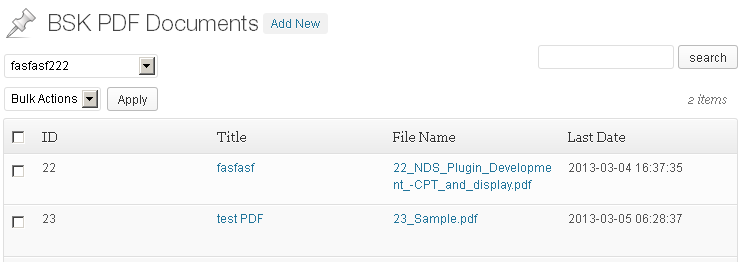 BSK PDF Documents Add New
fasfasf222 search
Bulk Actions Apply 2 items
ID Title File Name Last Date
22 fasfasf 22_NDS_Plugin_Developme 2013-03-04 16:37:35
nt_-CPT_and_display.pdf
23 test PDF 23_Sample.pdf 2013-03-05 06:28:37